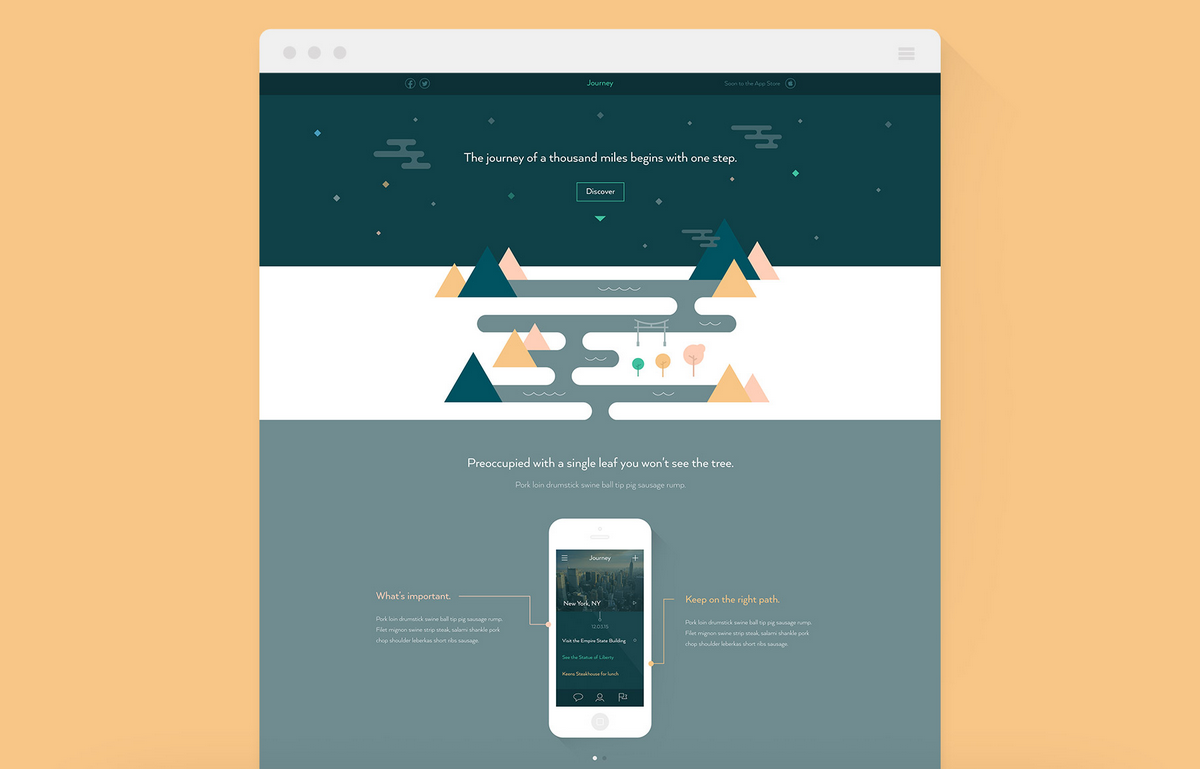 Journey
Soon to the App Store
The journey of a thousand miles begins with one step.
Discover
Preoccupied with a single leaf you won't see the tree.
Pork loin drumstick swine ball tip pig sausage rump.
Journey
New York, NY
12.03.15
Visit the Empire State Building
See the Statue of Liberty
Keens Steakhouse for lunch
What's important.
Pork loin drumstick swine ball tip pig sausage rump.
Filet mignon swine strip steak, salami shankle pork
chop shoulder leberkas short ribs sausage.
Keep on the right path.
Pork loin drumstick swine ball tip pig sausage rump.
Filet mignon swine strip steak, salami shankle pork
chop shoulder leberkas short ribs sausage.